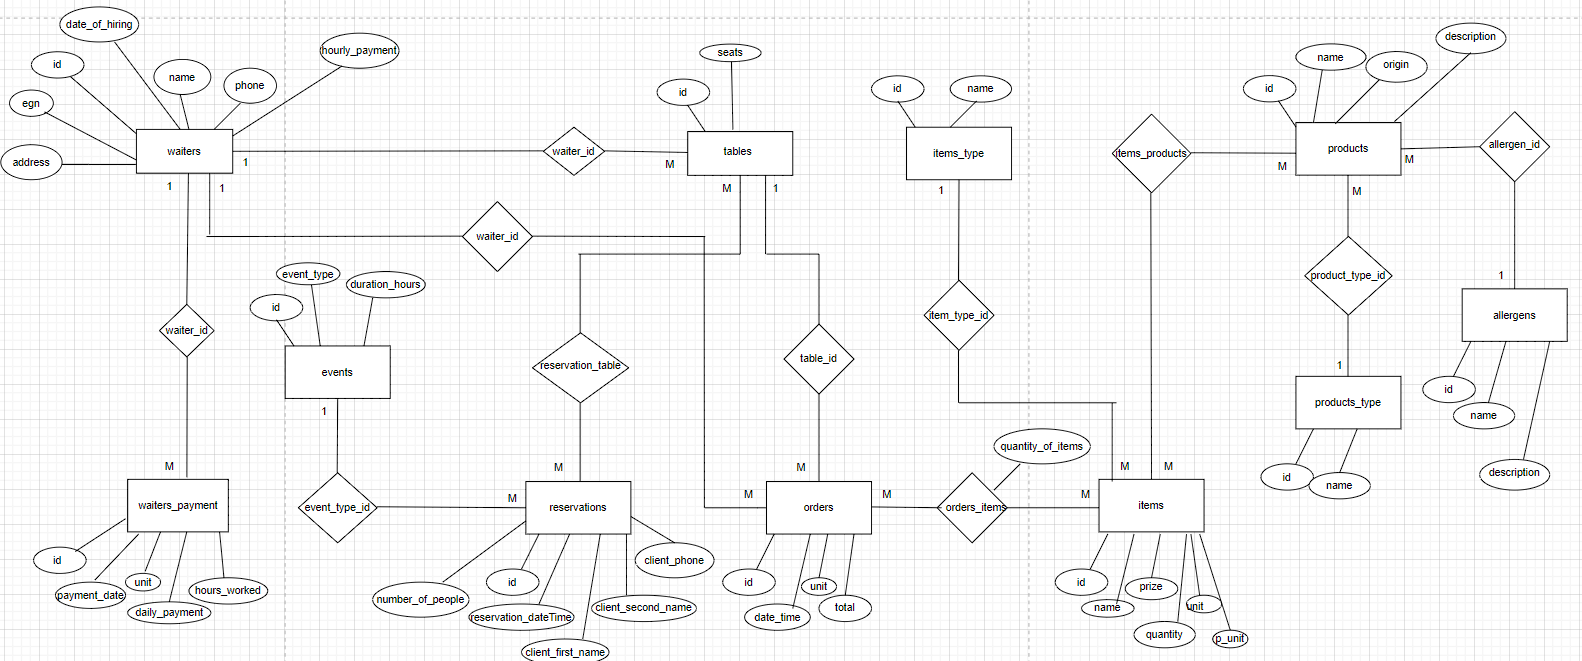 date_of_hiring
hourly_payment
id
name
phone
egn
address
waiters
1
1
1
waiter_id
M
seats
id
tables
M
1
id
name
items_type
1
items_products
description
name
origin
id
products
M
M
M
allergen_id
waiter_id
event_type
duration_hours
id
events
1
waiter_id
reservation_table
table_id
item_type_id
product_type_id
1
allergens
1
products_type
id
name
description
id
name
quantity_of_items
M
waiters_payment
id
payment_date
unit
daily_payment
hours_worked
event_type_id
M
M
reservations
number_of_people
id
reservation_dateTime
client_first_name
client_second_name
client_phone
M
M
M
orders
id
date_time
unit
total
orders_items
M
M
M
items
id
name
prize
quantity
unit
p_unit